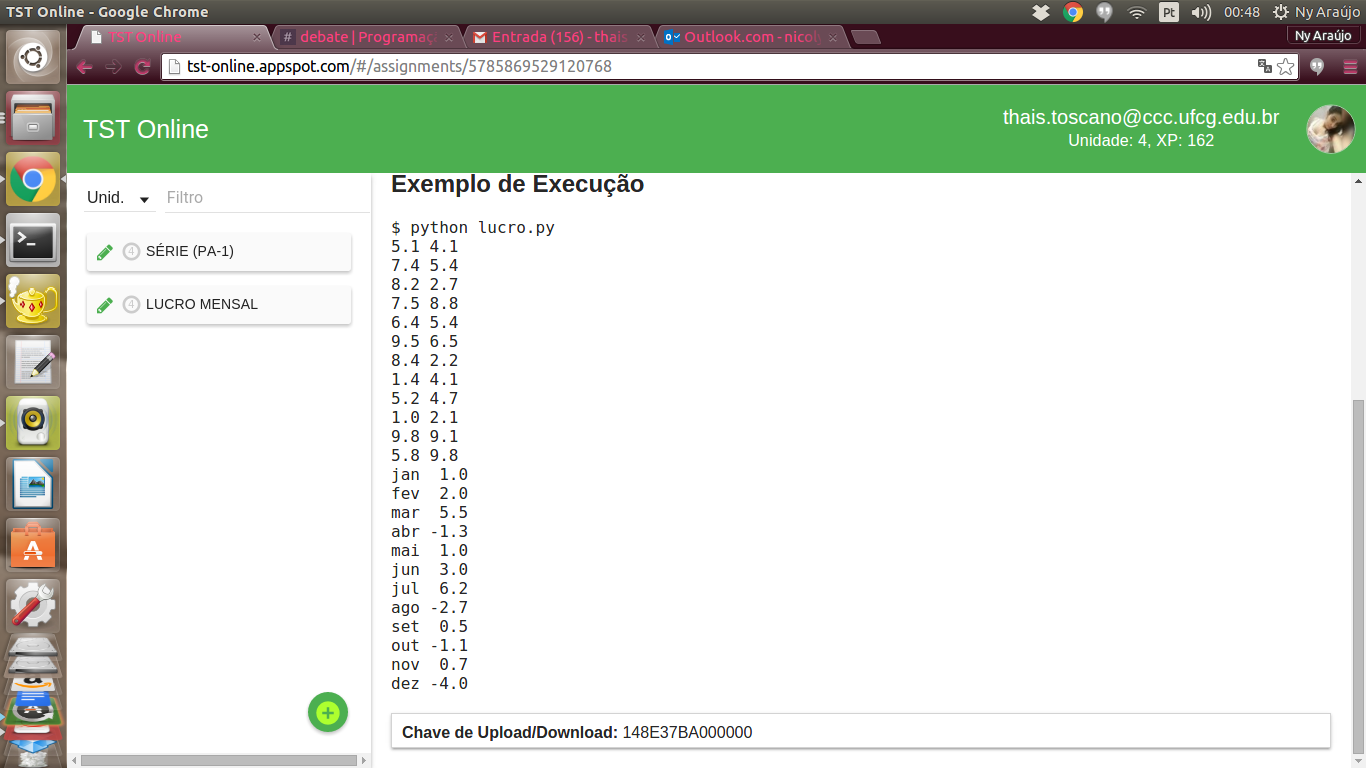 TST Online - Google Chrome
Pt
00:48
Ny Araújo
TST Online
# debate | Programaç
Entrada (156) - thais
Outlook.com - nicoly
Ny Araújo
tst-online.appspot.com/#/assignments/5785869529120768
TST Online
thais.toscano@ccc.ufcg.edu.br
Unidade: 4, XP: 162
Unid.
Filtro
4 SÉRIE (PA-1)
4 LUCRO MENSAL
Exemplo de Execução
$ python lucro.py
5.1 4.1
7.4 5.4
8.2 2.7
7.5 8.8
6.4 5.4
9.5 6.5
8.4 2.2
1.4 4.1
5.2 4.7
1.0 2.1
9.8 9.1
5.8 9.8
jan  1.0
fev  2.0
mar  5.5
abr -1.3
mai  1.0
jun  3.0
jul  6.2
ago -2.7
set  0.5
out -1.1
nov  0.7
dez -4.0
Chave de Upload/Download: 148E37BA000000